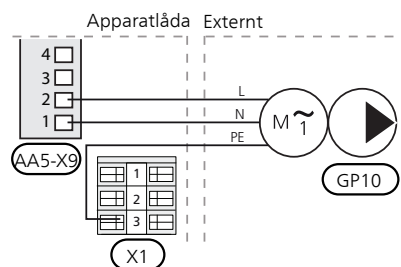 Apparatlåda Externt
4
3
2
1
L
N
PE
M ~ 1
AA5-X9
GP10
1
2
3
X1